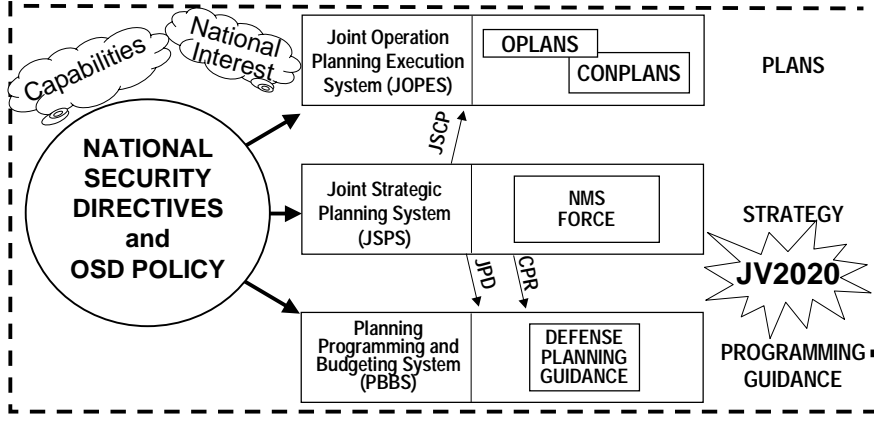 Capabilities
National
Interest
NATIONAL
SECURITY
DIRECTIVES
and
OSD POLICY
Joint Operation
Planning Execution
System (JOPES)
OPLANS
CONPLANS
PLANS
JSCP
Joint Strategic
Planning System
(JSPS)
NMS
FORCE
STRATEGY
JV2020
JPD
CPR
Planning
Programming and
Budgeting System
(PBBS)
DEFENSE
PLANNING
GUIDANCE
PROGRAMMING
GUIDANCE